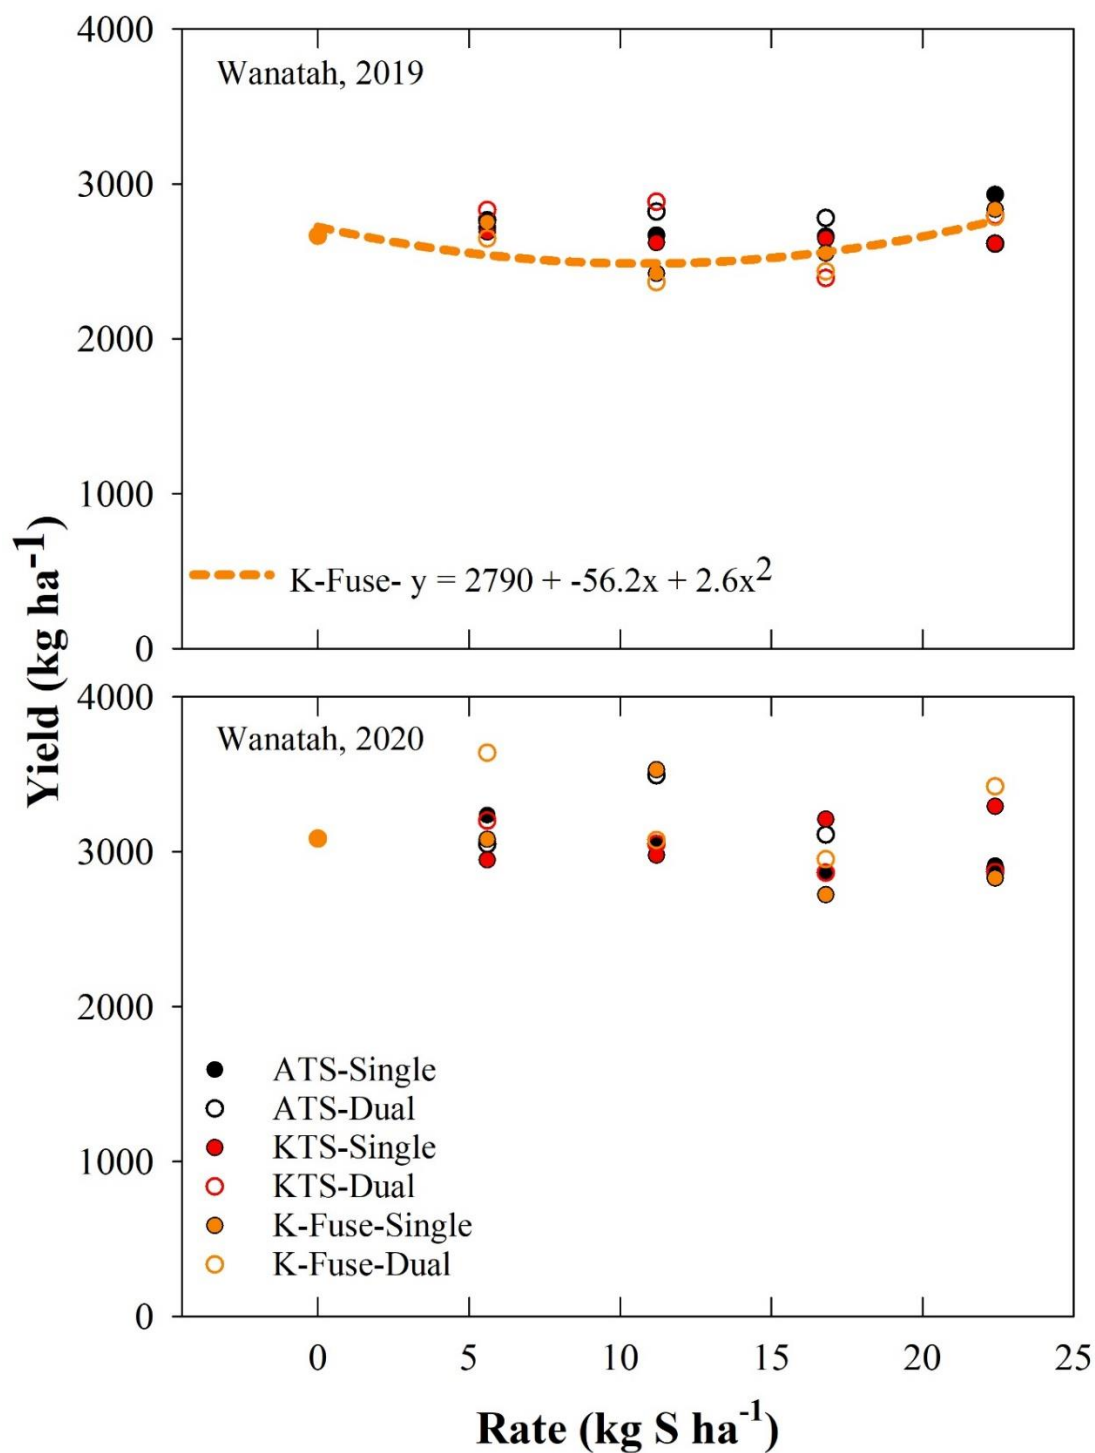 Yield (kg ha-1)
4000
3000
2000
1000
0
Wanatah, 2019
K-Fuse- y = 2790 + -56.2x + 2.6x2
4000
3000
2000
1000
0
Wanatah, 2020
ATS-Single
ATS-Dual
KTS-Single
KTS-Dual
K-Fuse-Single
K-Fuse-Dual
0 5 10 15 20 25
Rate (kg S ha-1)